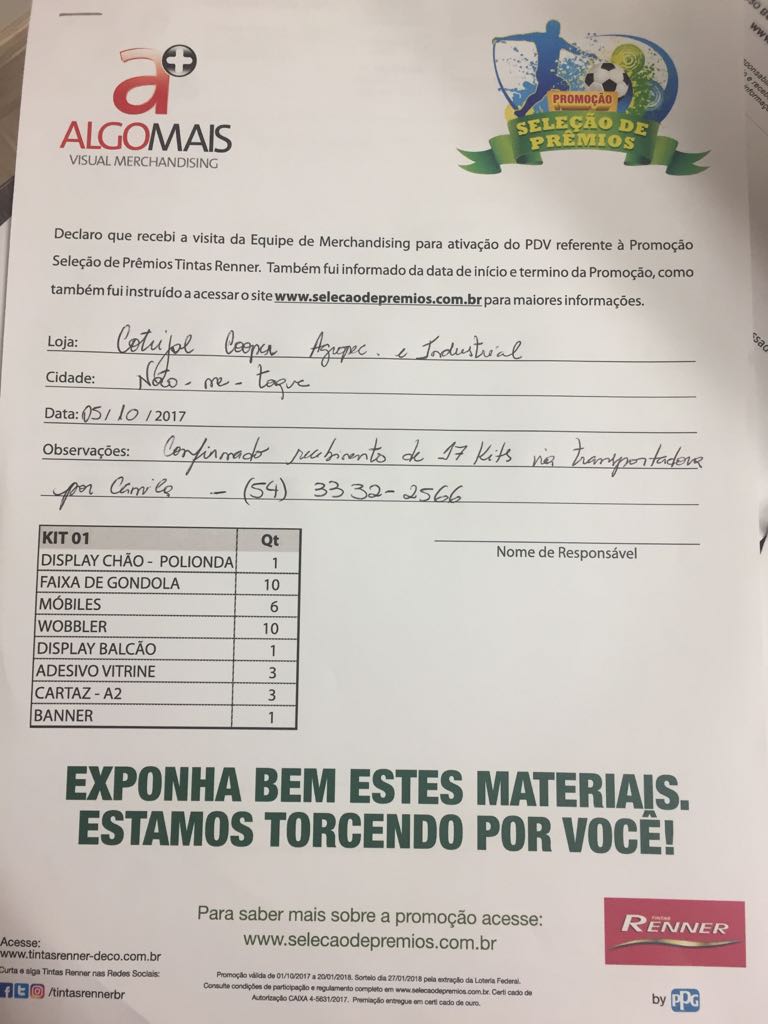 a+
ALGOMAIS
VISUAL MERCHANDISING
PROMOÇÃO
SELEÇÃO DE
PRÊMIOS
Declaro que recebi a visita da Equipe de Merchandising para ativação do PDV referente à Promoção
Seleção de Prêmios Tintas Renner. Também fui informado da data de início e termino da Promoção, como
também fui instruído a acessar o site www.selecaodepremios.com.br para maiores informações.
Loja: Cotrijal Cooper Agropec. e Industrial
Cidade: Não-me-toque
Data: 05/10/2017
Observações: Confirmado recebimento de 17 Kits na transportadora
por Camila - (54) 3332-2566
Nome de Responsável
KIT 01 Qt
DISPLAY CHÃO - POLIONDA 1
FAIXA DE GONDOLA 10
MÓBILES 6
WOBBLER 10
DISPLAY BALCÃO 1
ADESIVO VITRINE 3
CARTAZ - A2 3
BANNER 1
EXPONHA BEM ESTES MATERIAIS.
ESTAMOS TORCENDO POR VOCÊ!
Para saber mais sobre a promoção acesse:
www.selecaodepremios.com.br
TINTAS
RENNER
Acesse:
www.tintasrenner-deco.com.br
Curta e siga Tintas Renner nas Redes Sociais:
/tintasrennerbr
Promoção válida de 01/10/2017 a 20/01/2018. Sorteio dia 27/01/2018 pela extração da Loteria Federal.
Consulte condições de participação e regulamento completo em www.selecaodepremios.com.br. Certi cado de
Autorização CAIXA 4-5631/2017. Premiação entregue em certi cado de ouro.
by PPG